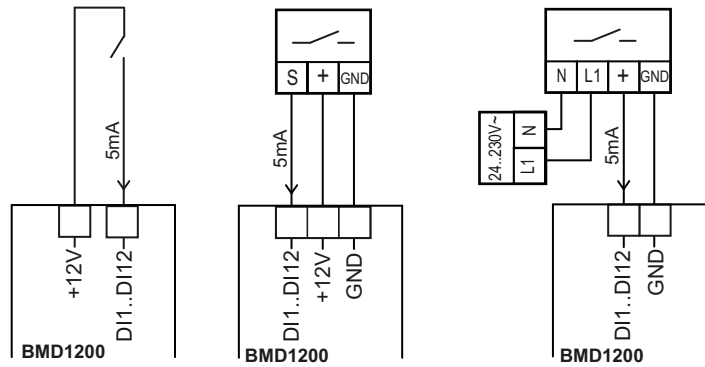 5mA
+12V
DI1..DI12
BMD1200
S + GND
5mA
DI1..DI12
+12V
GND
BMD1200
N L1 + GND
24..230V~
N
L1
5mA
DI1..DI12
GND
BMD1200